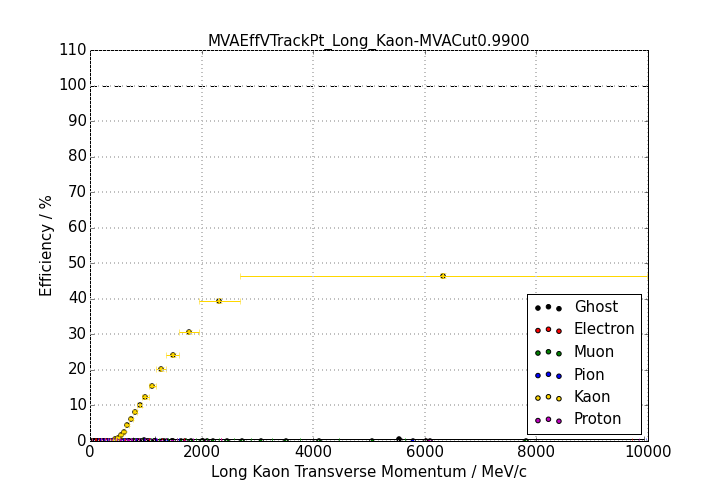 MVAEffVTrackPt_Long_Kaon-MVACut0.9900
110
100
90
80
70
60
50
40
30
20
10
0
Efficiency / %
Ghost
Electron
Muon
Pion
Kaon
Proton
0 2000 4000 6000 8000 10000
Long Kaon Transverse Momentum / MeV/c